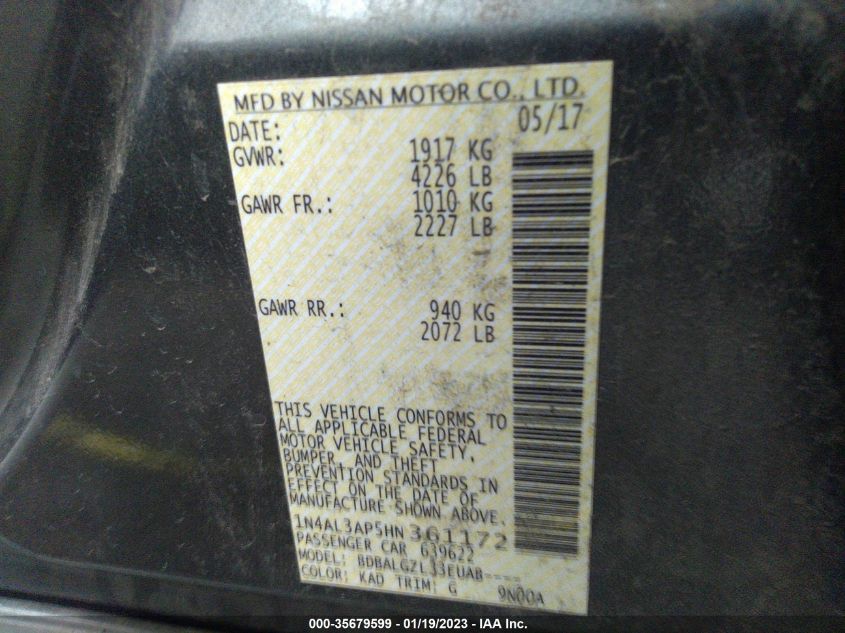 MFD BY NISSAN MOTOR CO., LTD.
DATE: 05/17
GVWR: 1917 KG
4226 LB
GAWR FR.: 1010 KG
2227 LB
GAWR RR.: 940 KG
2072 LB
THIS VEHICLE CONFORMS TO
ALL APPLICABLE FEDERAL
MOTOR VEHICLE SAFETY,
BUMPER, AND THEFT
PREVENTION STANDARDS IN
EFFECT ON THE DATE OF
MANUFACTURE SHOWN ABOVE.
1N4AL3AP5HN361172
PASSENGER CAR 639622
MODEL: BDBALGZL33EUAB----
COLOR: KAD TRIM: G 9N00A
000-35679599 - 01/19/2023 - IAA Inc.